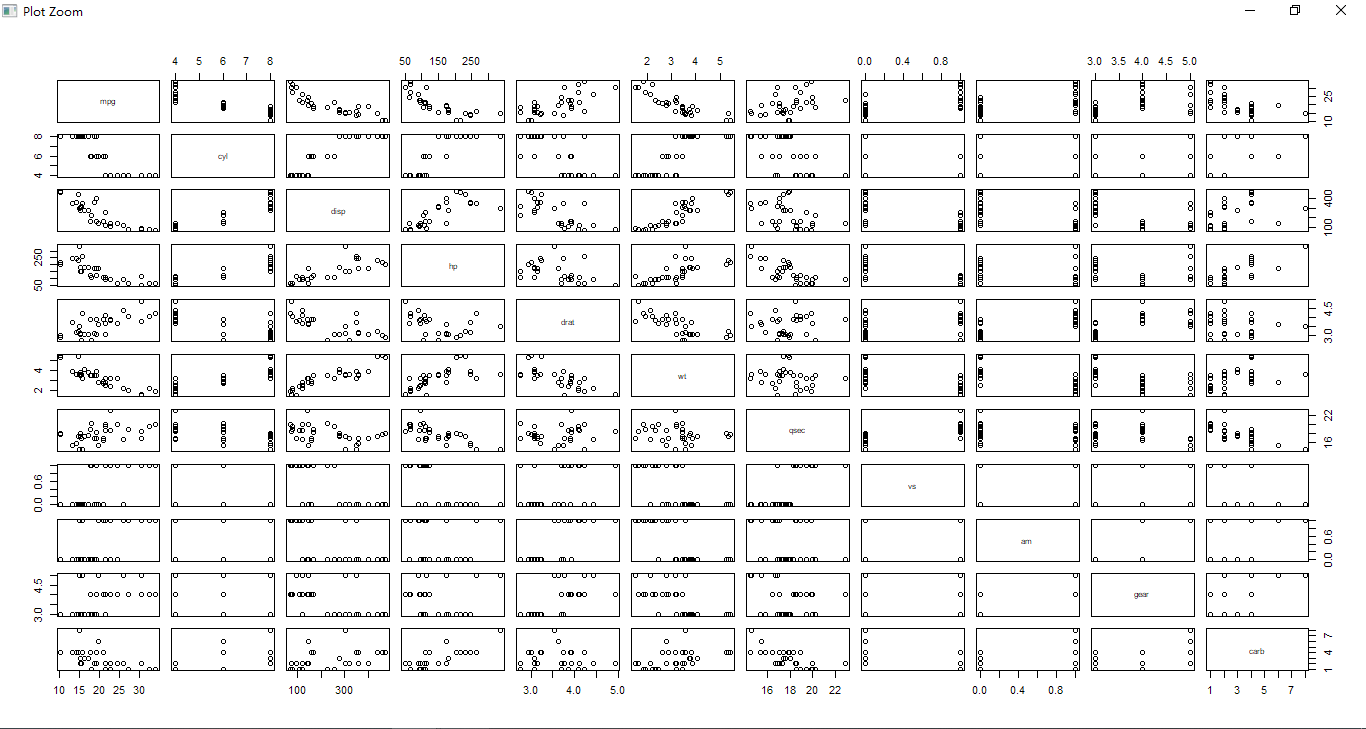 Plot Zoom
4 5 6 7 8 50 150 250 2 3 4 5 0.0 0.4 0.8 3.0 3.5 4.0 4.5 5.0
mpg 10 25
4 6 8 cyl
disp 100 400
50 250 hp
drat 3.0 4.5
2 4 wt
qsec 16 22
0.0 0.6 vs
am 0.0 0.6
3.0 4.5 gear
carb 1 4 7
10 15 20 25 30 100 300 3.0 4.0 5.0 16 18 20 22 0.0 0.4 0.8 1 3 5 7